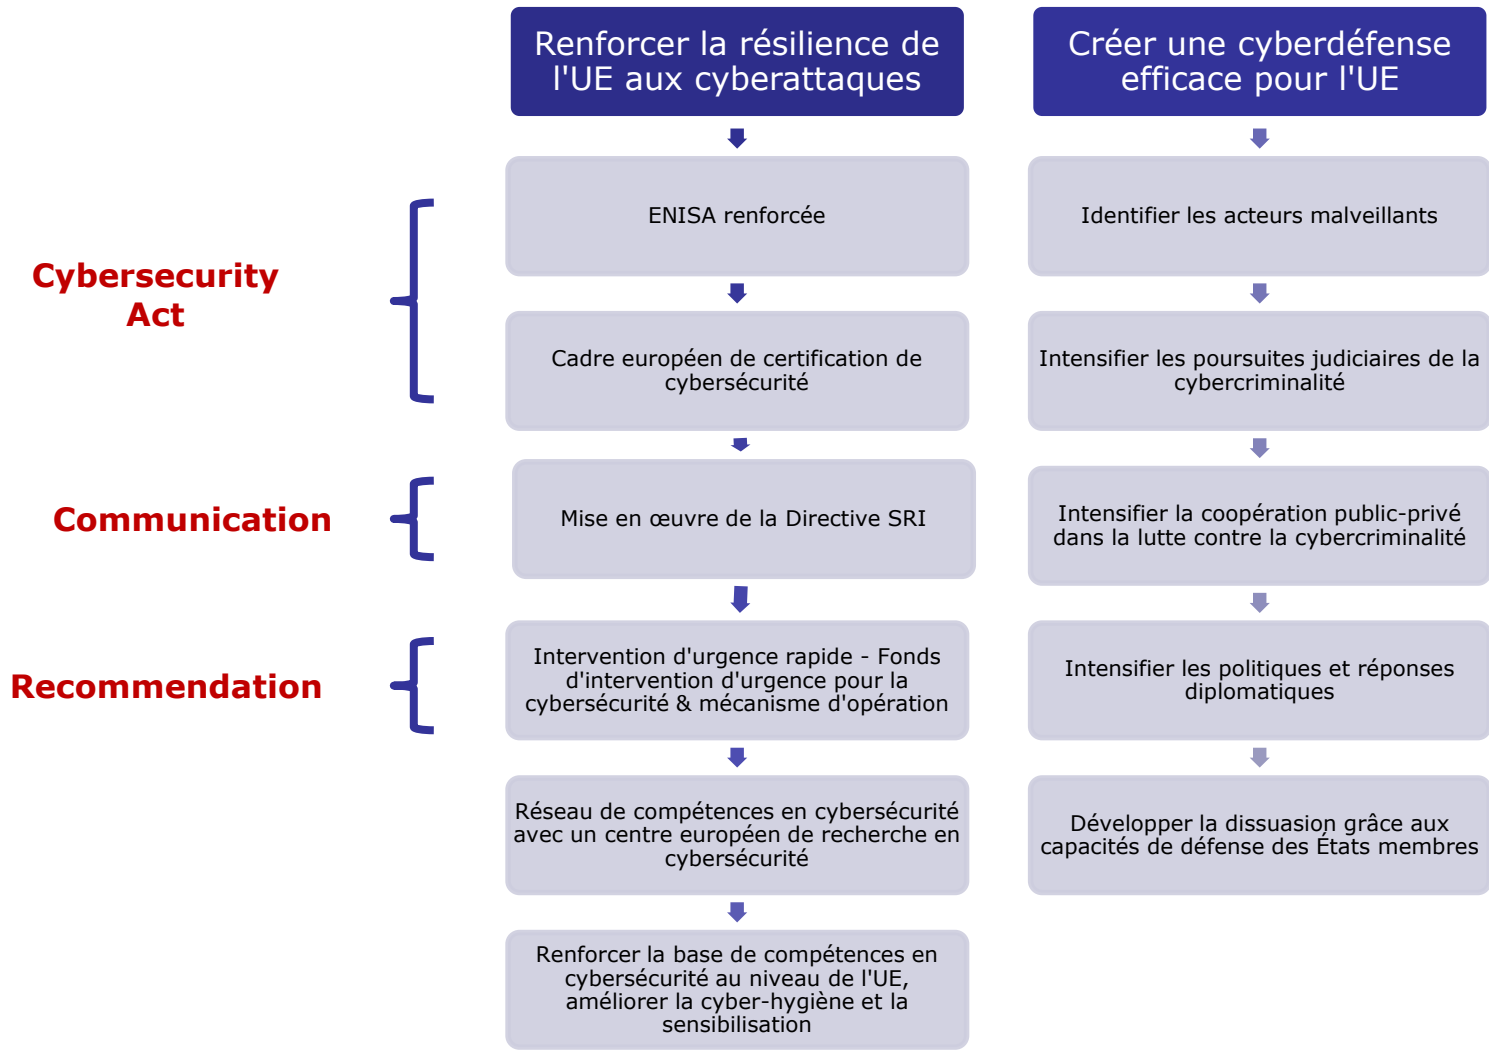 Renforcer la résilience de
l'UE aux cyberattaques
ENISA renforcée
Cadre européen de certification de
cybersécurité
Mise en œuvre de la Directive SRI
Intervention d'urgence rapide - Fonds
d'intervention d'urgence pour la
cybersécurité & mécanisme d'opération
Réseau de compétences en cybersécurité
avec un centre européen de recherche en
cybersécurité
Renforcer la base de compétences en
cybersécurité au niveau de l'UE,
améliorer la cyber-hygiène et la
sensibilisation
Créer une cyberdéfense
efficace pour l'UE
Identifier les acteurs malveillants
Intensifier les poursuites judiciaires de la
cybercriminalité
Intensifier la coopération public-privé
dans la lutte contre la cybercriminalité
Intensifier les politiques et réponses
diplomatiques
Développer la dissuasion grâce aux
capacités de défense des États membres
Cybersecurity
Act
Communication
Recommendation